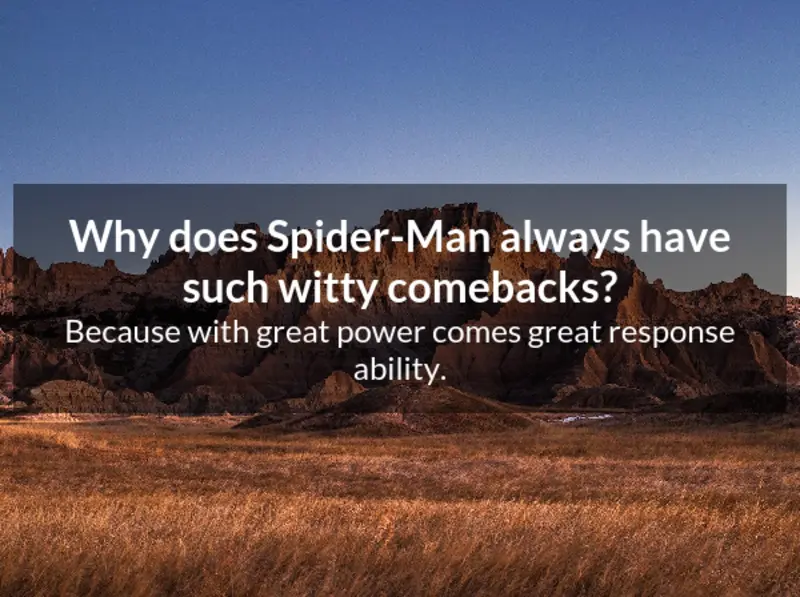 Why does Spider-Man always have
such witty comebacks?
Because with great power comes great response
ability.